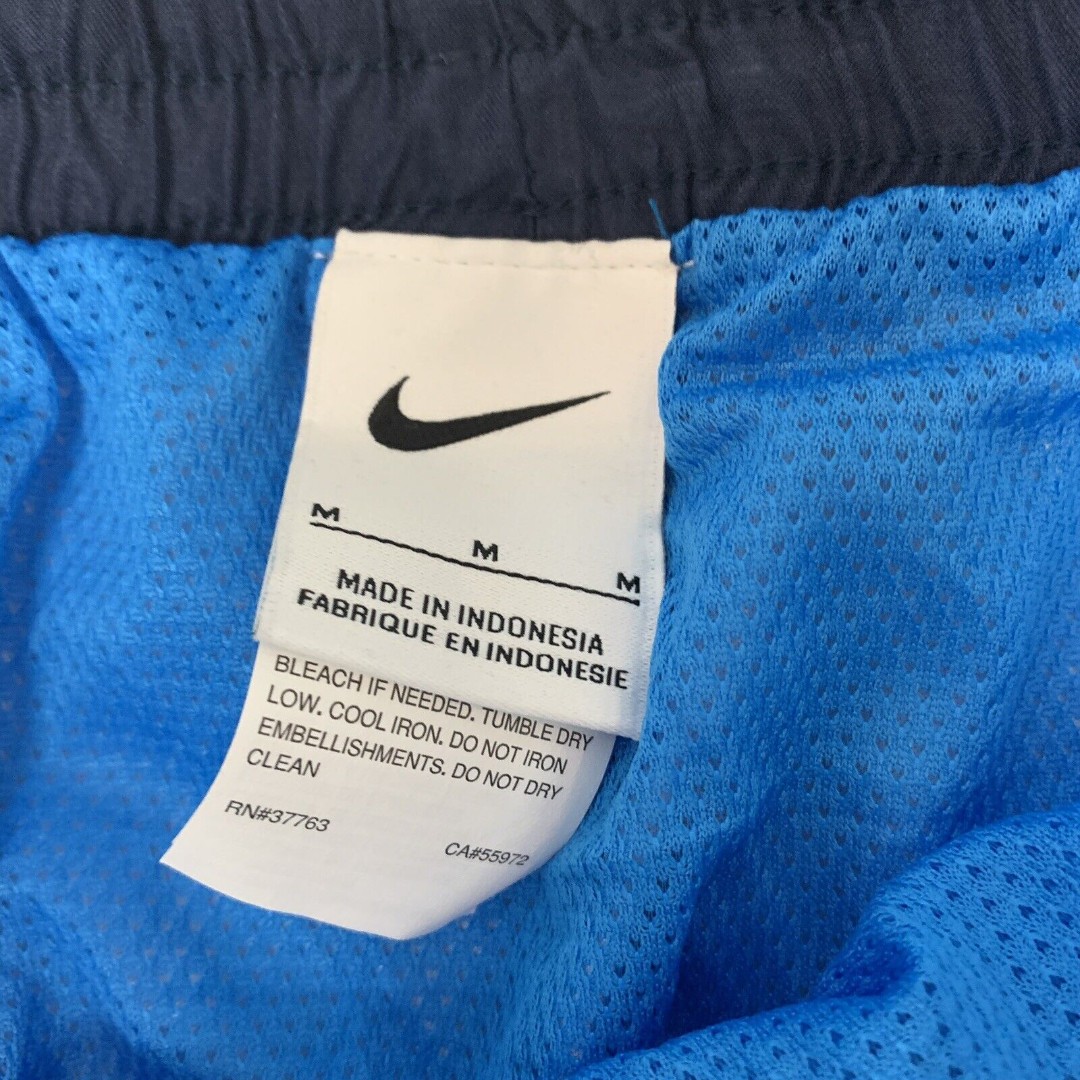 M M M
MADE IN INDONESIA
FABRIQUE EN INDONESIE
BLEACH IF NEEDED. TUMBLE DRY
LOW. COOL IRON. DO NOT IRON
EMBELLISHMENTS. DO NOT DRY
CLEAN
RN#37763 CA#55972